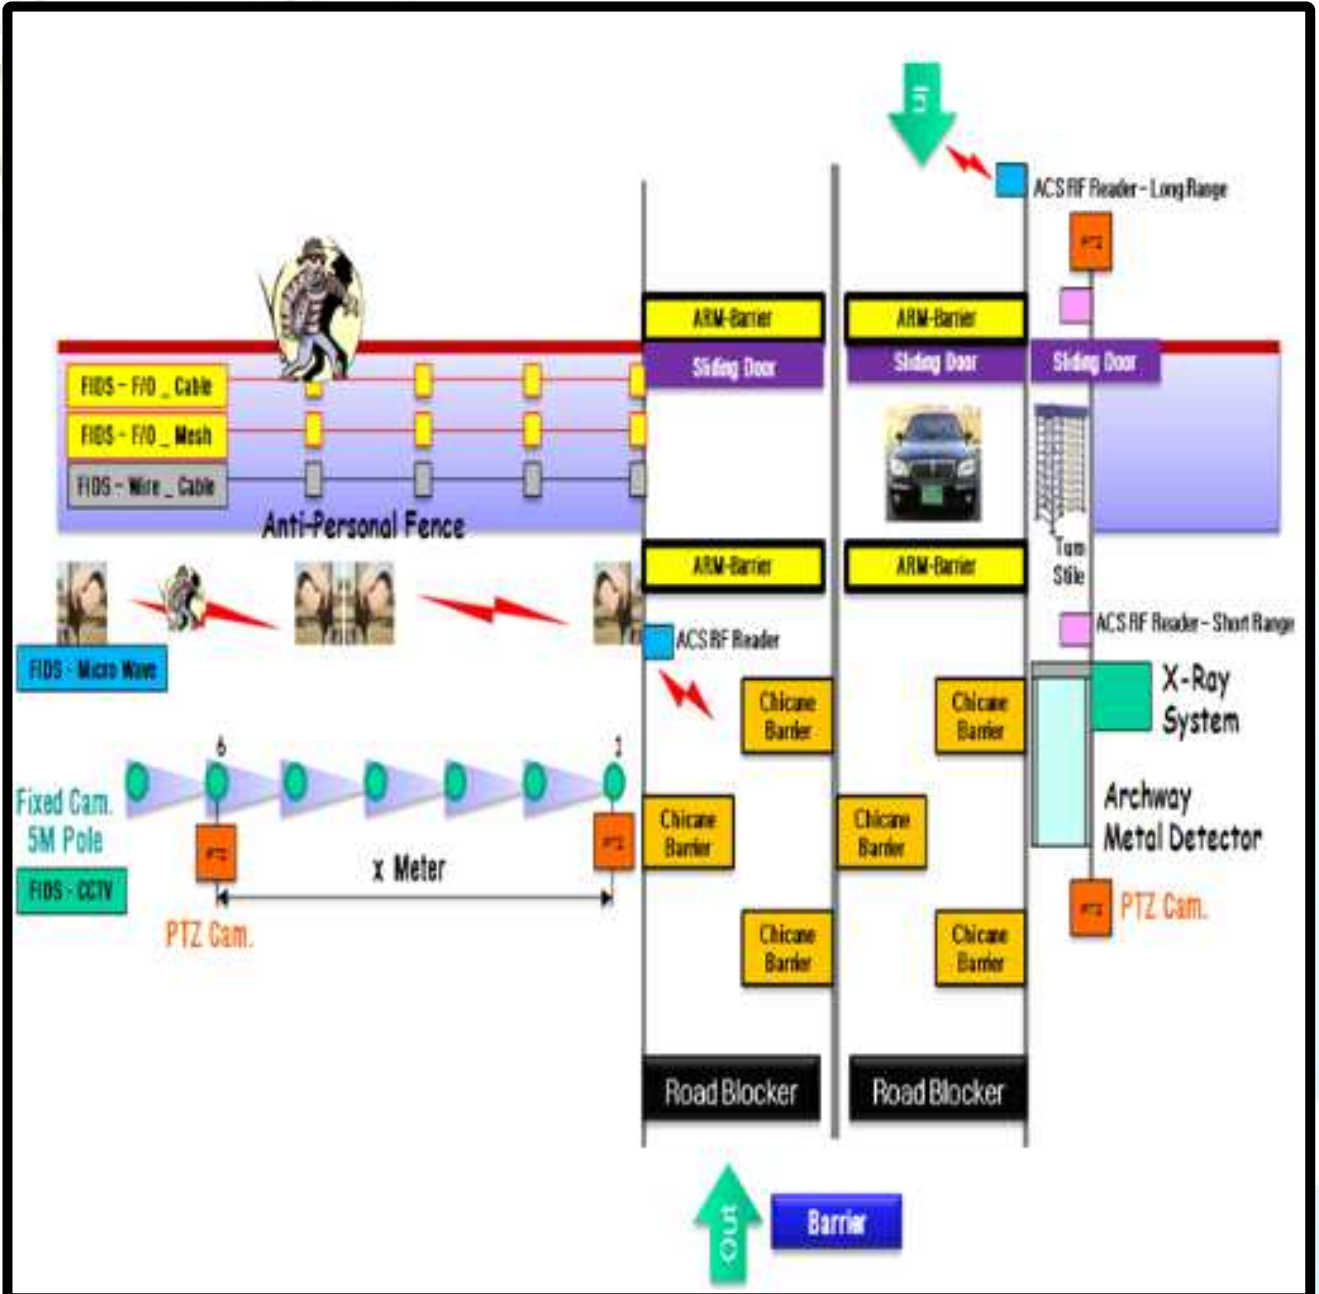 In
ACS RF Reader - Long Range
PTZ
ARM-Barrier
ARM-Barrier
Sliding Door
Sliding Door
Sliding Door
FIDS - F/O _ Cable
FIDS - F/O _ Mesh
FIDS - Wire _ Cable
Anti-Personal Fence
ARM-Barrier
ARM-Barrier
Turn
Stile
ACS RF Reader
ACS RF Reader - Short Range
FIDS - Micro Wave
Chicane
Barrier
Chicane
Barrier
X-Ray
System
6
1
Fixed Cam.
5M Pole
FIDS - CCTV
PTZ
PTZ
x Meter
PTZ Cam.
Chicane
Barrier
Chicane
Barrier
Archway
Metal Detector
PTZ
PTZ Cam.
Chicane
Barrier
Chicane
Barrier
Road Blocker
Road Blocker
Out
Barrier